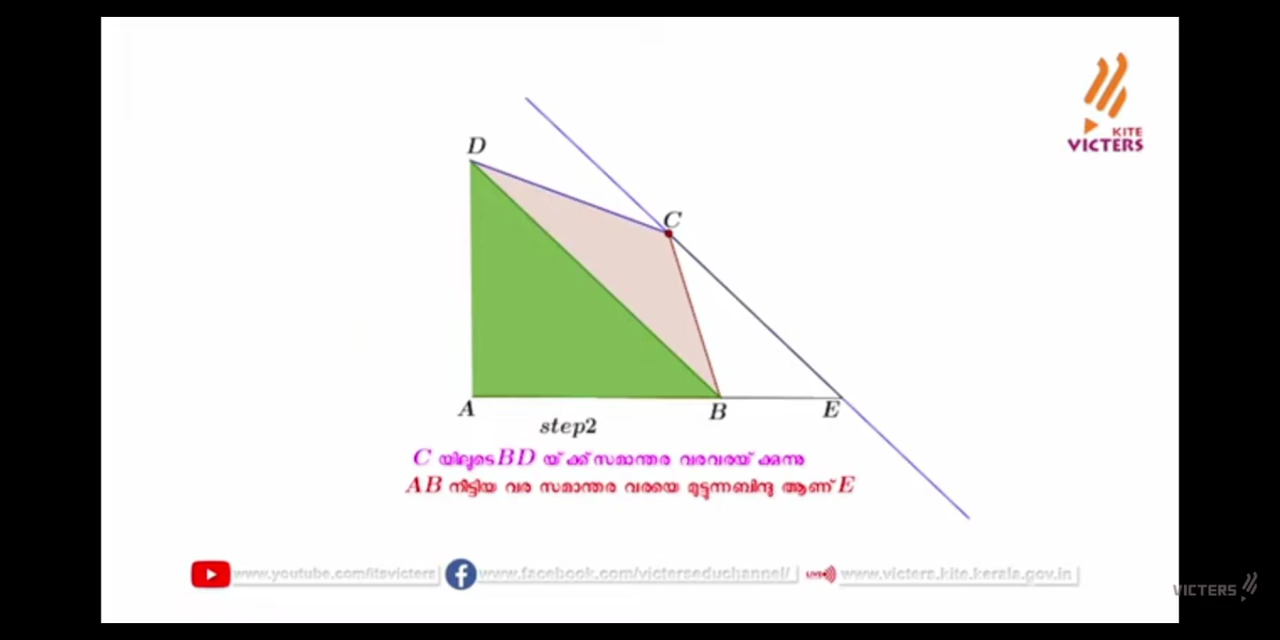 D
C
A
B
E
step2
C യിലൂടെ BD യ് ക്ക് സമാന്തര വരവരയ് ക്കുന്നു
AB നീട്ടിയ വര സമാന്തര വരയെ മുട്ടുന്നബിന്ദു ആണ് E
KITE
VICTERS
www.youtube.com/itsvicters
www.facebook.com/victerseduchannel/
LIVE
www.victers.kite.kerala.gov.in
VICTERS